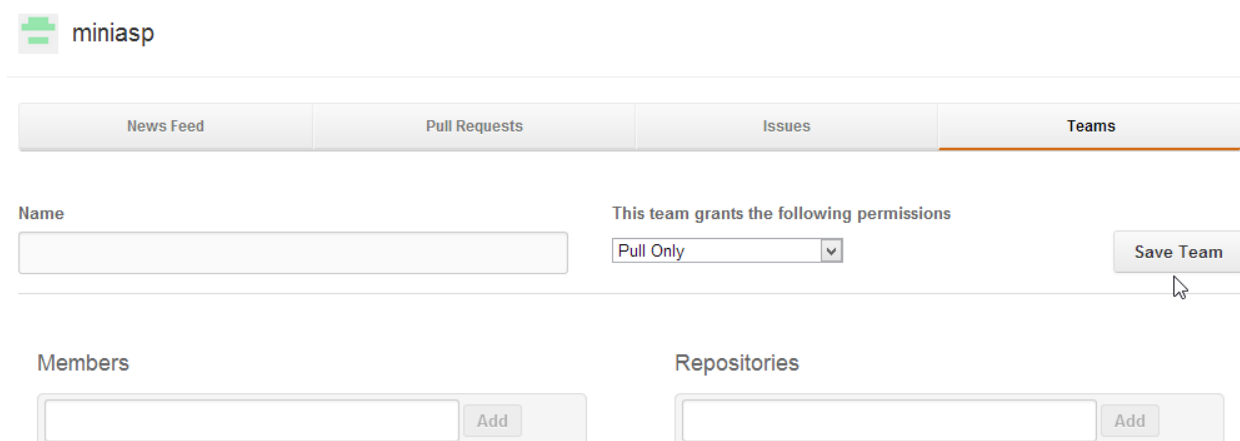 miniasp
News Feed Pull Requests Issues Teams
Name This team grants the following permissions
Pull Only Save Team
Members Repositories
Add Add